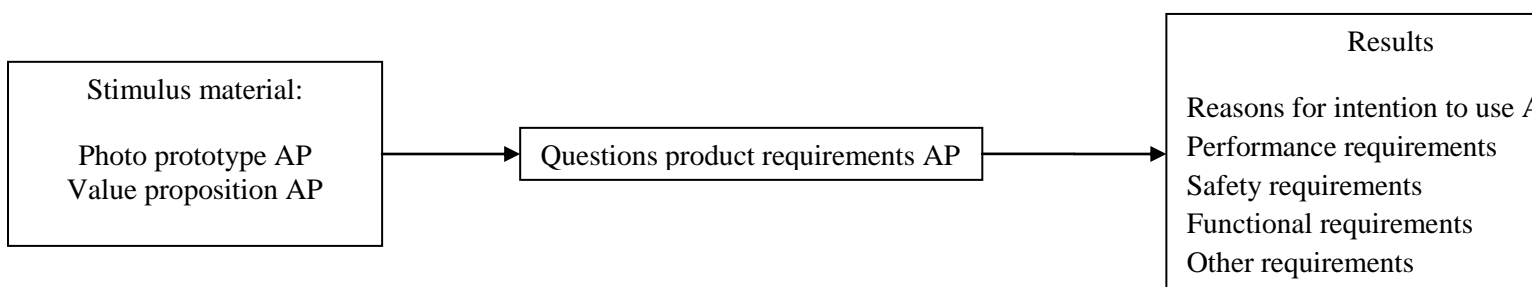 Stimulus material:
Photo prototype AP
Value proposition AP
Questions product requirements AP
Results
Reasons for intention to use
Performance requirements
Safety requirements
Functional requirements
Other requirements